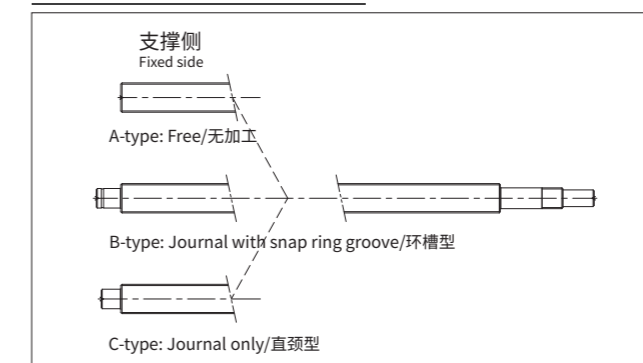 支撑侧
Fixed side
A-type: Free/无加工
B-type: Journal with snap ring groove/环槽型
C-type: Journal only/直颈型